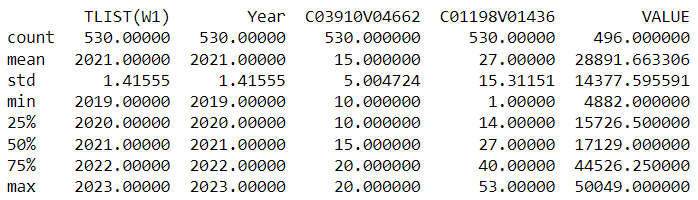 TLIST(W1) Year C03910V04662 C01198V01436 VALUE
count 530.00000 530.00000 530.000000 530.00000 496.000000
mean 2021.00000 2021.00000 15.000000 27.00000 28891.663306
std 1.41555 1.41555 5.004724 15.31151 14377.595591
min 2019.00000 2019.00000 10.000000 1.00000 4882.000000
25% 2020.00000 2020.00000 10.000000 14.00000 15726.500000
50% 2021.00000 2021.00000 15.000000 27.00000 17129.000000
75% 2022.00000 2022.00000 20.000000 40.00000 44526.250000
max 2023.00000 2023.00000 20.000000 53.00000 50049.000000